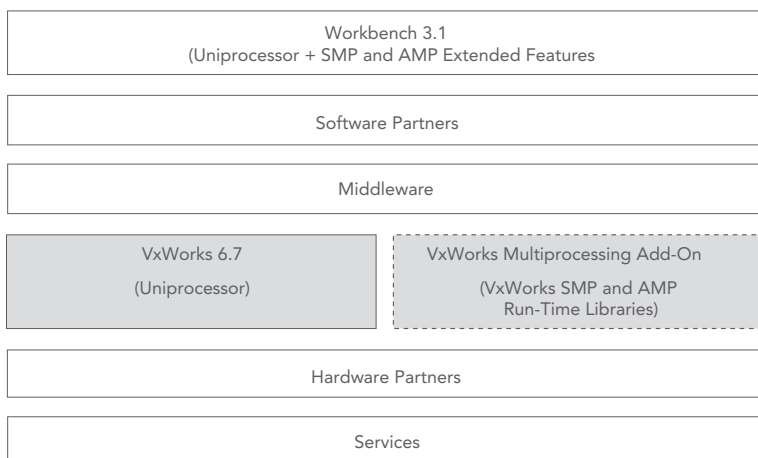 Workbench 3.1
(Uniprocessor + SMP and AMP Extended Features
Software Partners
Middleware
VxWorks 6.7
(Uniprocessor)
VxWorks Multiprocessing Add-On
(VxWorks SMP and AMP
Run-Time Libraries)
Hardware Partners
Services